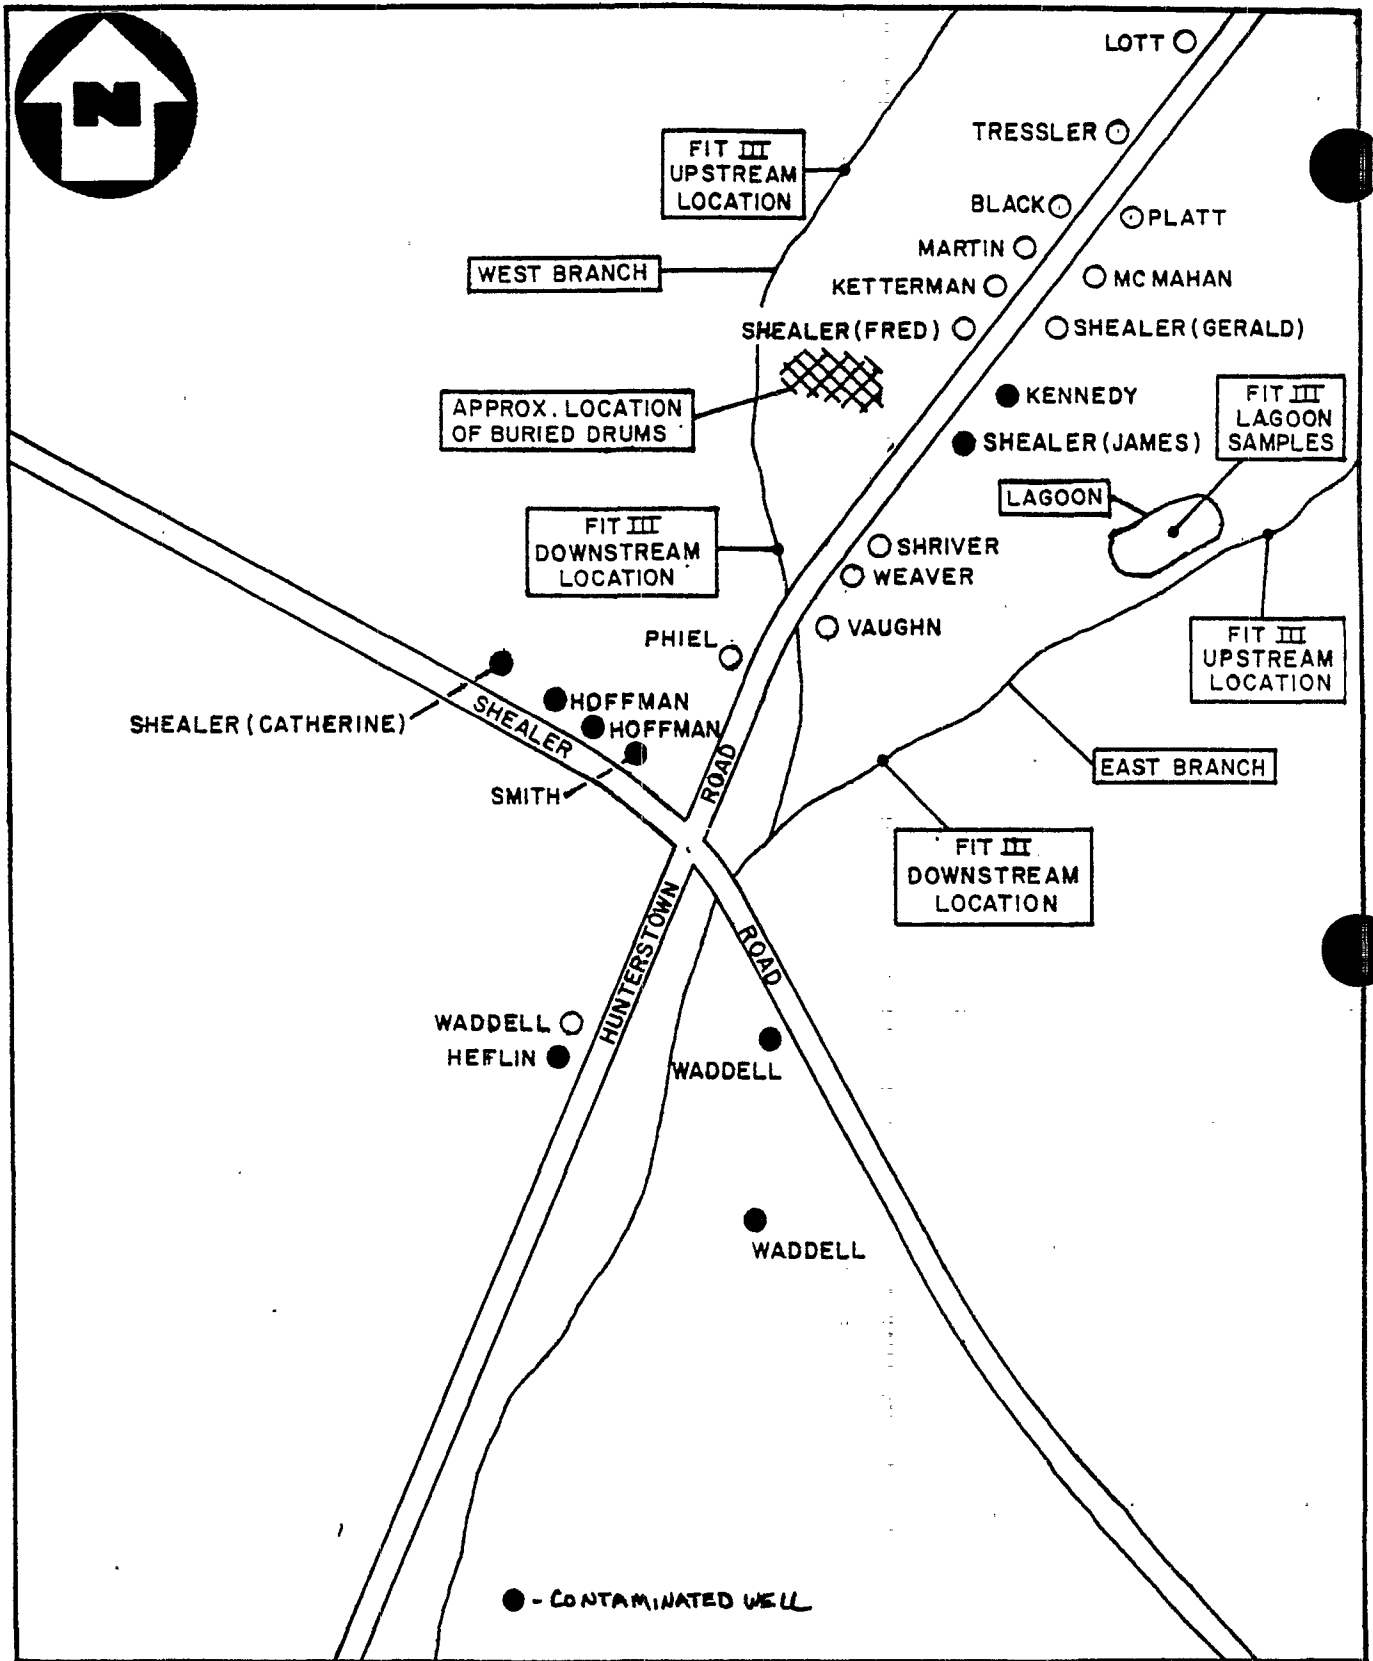 N
LOTT
TRESSLER
FIT III
UPSTREAM
LOCATION
BLACK
PLATT
MARTIN
WEST BRANCH
KETTERMAN
MC MAHAN
SHEALER (FRED)
SHEALER (GERALD)
APPROX. LOCATION
OF BURIED DRUMS
KENNEDY
FIT III
LAGOON
SAMPLES
SHEALER (JAMES)
LAGOON
FIT III
DOWNSTREAM
LOCATION
SHRIVER
WEAVER
VAUGHN
PHIEL
FIT III
UPSTREAM
LOCATION
SHEALER (CATHERINE)
HOFFMAN
HOFFMAN
SHEALER
ROAD
SMITH
EAST BRANCH
FIT III
DOWNSTREAM
LOCATION
HUNTERSTOWN
ROAD
WADDELL
HEFLIN
WADDELL
WADDELL
- CONTAMINATED WELL